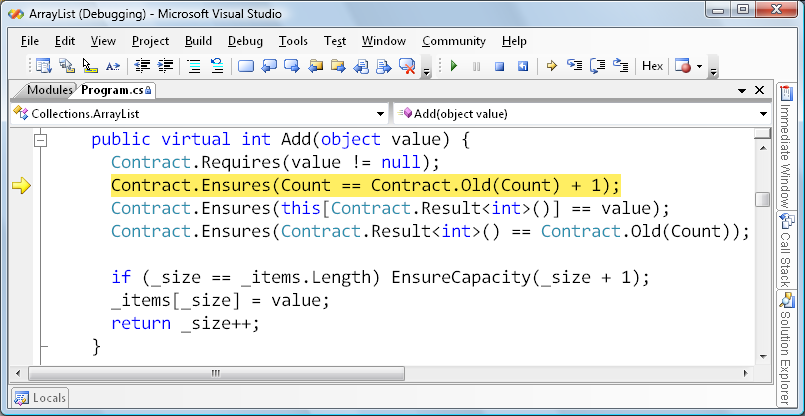 ArrayList (Debugging) - Microsoft Visual Studio
File Edit View Project Build Debug Tools Test Window Community Help
Hex
Modules Program.cs
Collections.ArrayList Add(object value)
public virtual int Add(object value) {
Contract.Requires(value != null);
Contract.Ensures(Count == Contract.Old(Count) + 1);
Contract.Ensures(this[Contract.Result<int>()] == value);
Contract.Ensures(Contract.Result<int>() == Contract.Old(Count));
if (_size == _items.Length) EnsureCapacity(_size + 1);
_items[_size] = value;
return _size++;
}
Locals
Immediate Window
Call Stack
Solution Explorer